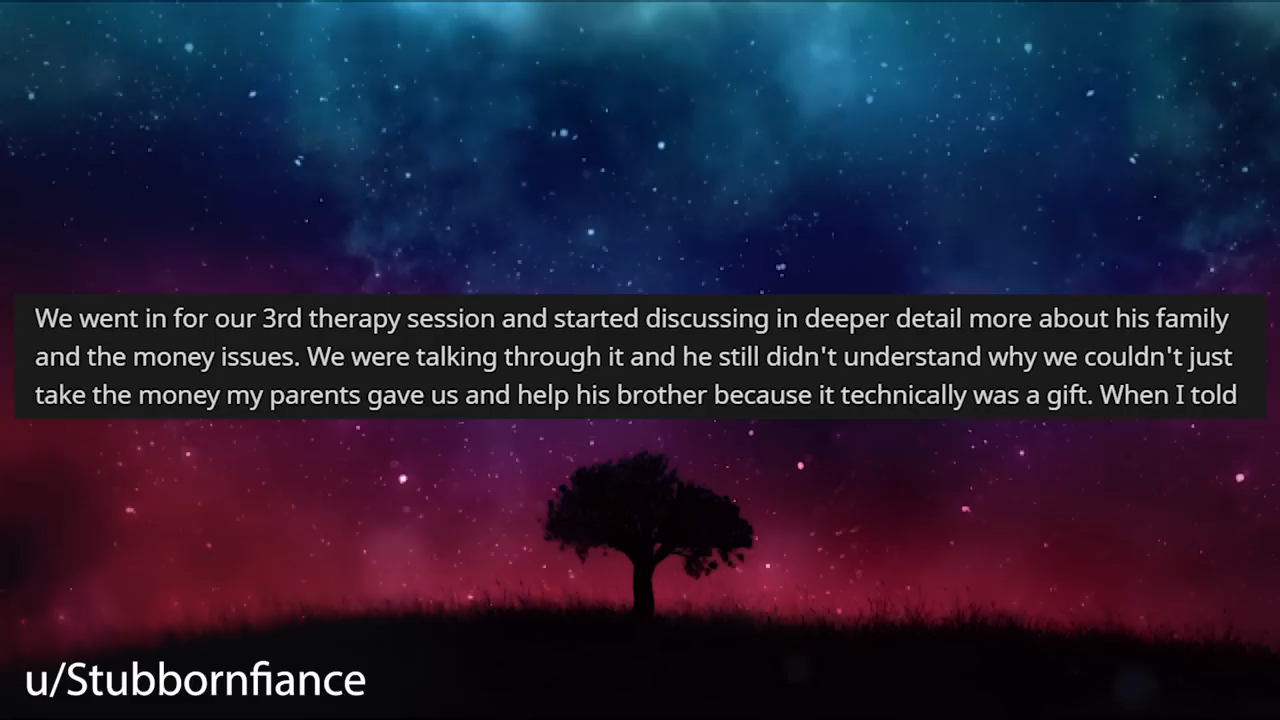 We went in for our 3rd therapy session and started discussing in deeper detail more about his family
and the money issues. We were talking through it and he still didn't understand why we couldn't just
take the money my parents gave us and help his brother because it technically was a gift. When I told
u/Stubbornfiance